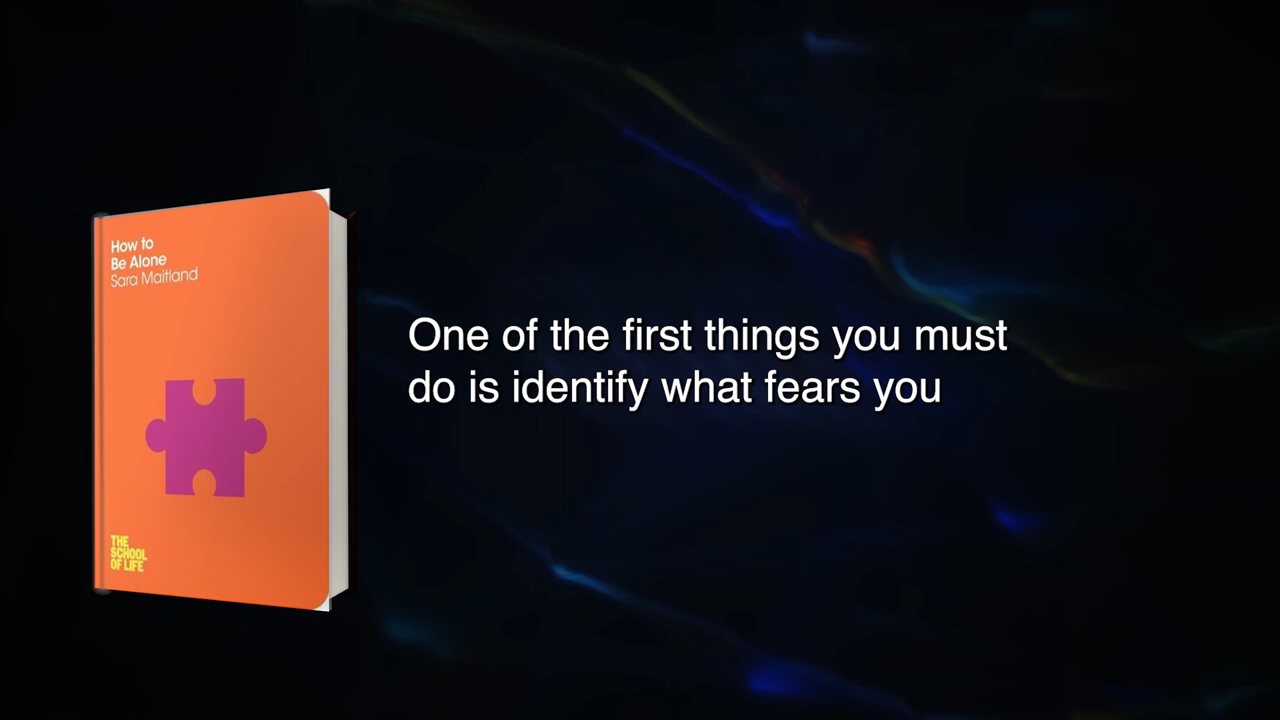 How to
Be Alone
Sara Maitland
THE
SCHOOL
OF LIFE
One of the first things you must
do is identify what fears you